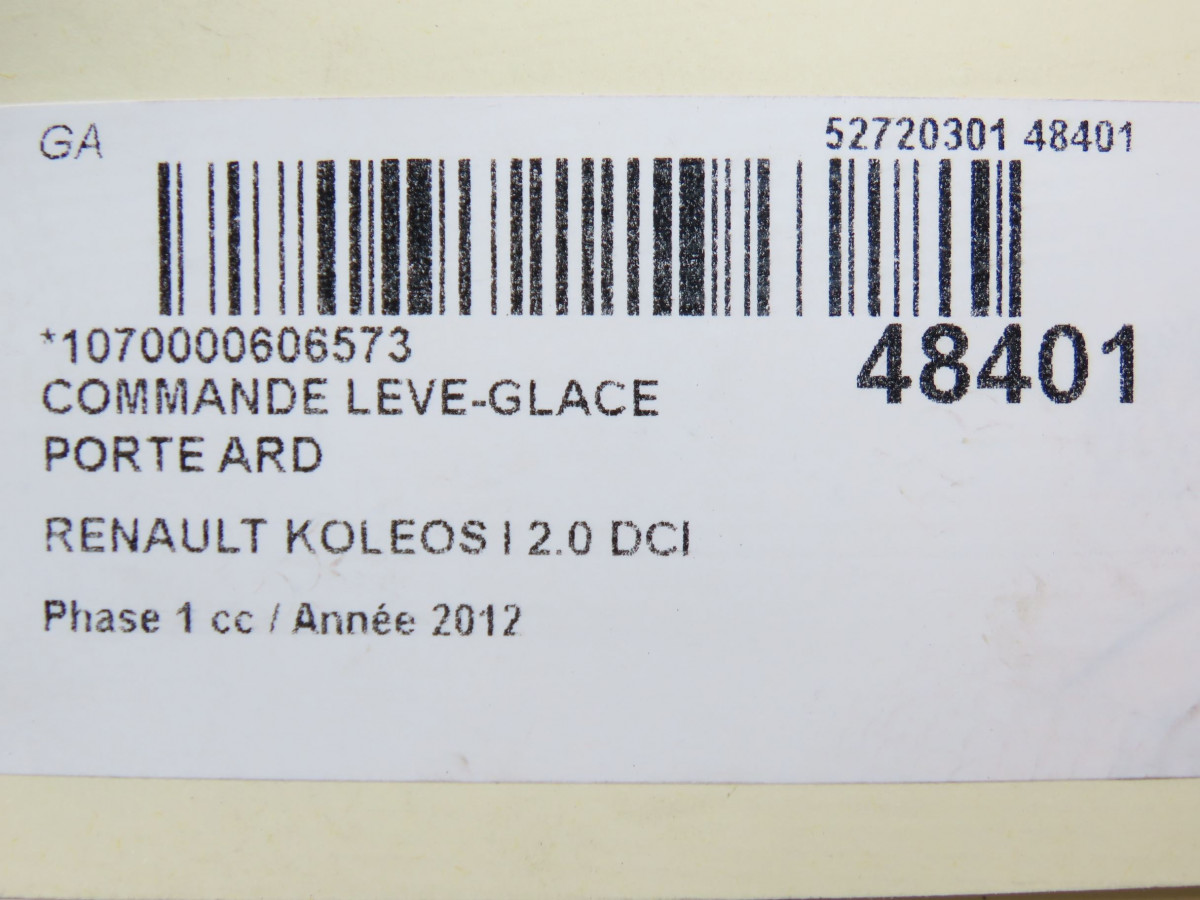 GA
52720301 48401
*1070000606573
48401
COMMANDE LEVE-GLACE
PORTE ARD
RENAULT KOLEOS I 2.0 DCI
Phase 1 cc / Année 2012